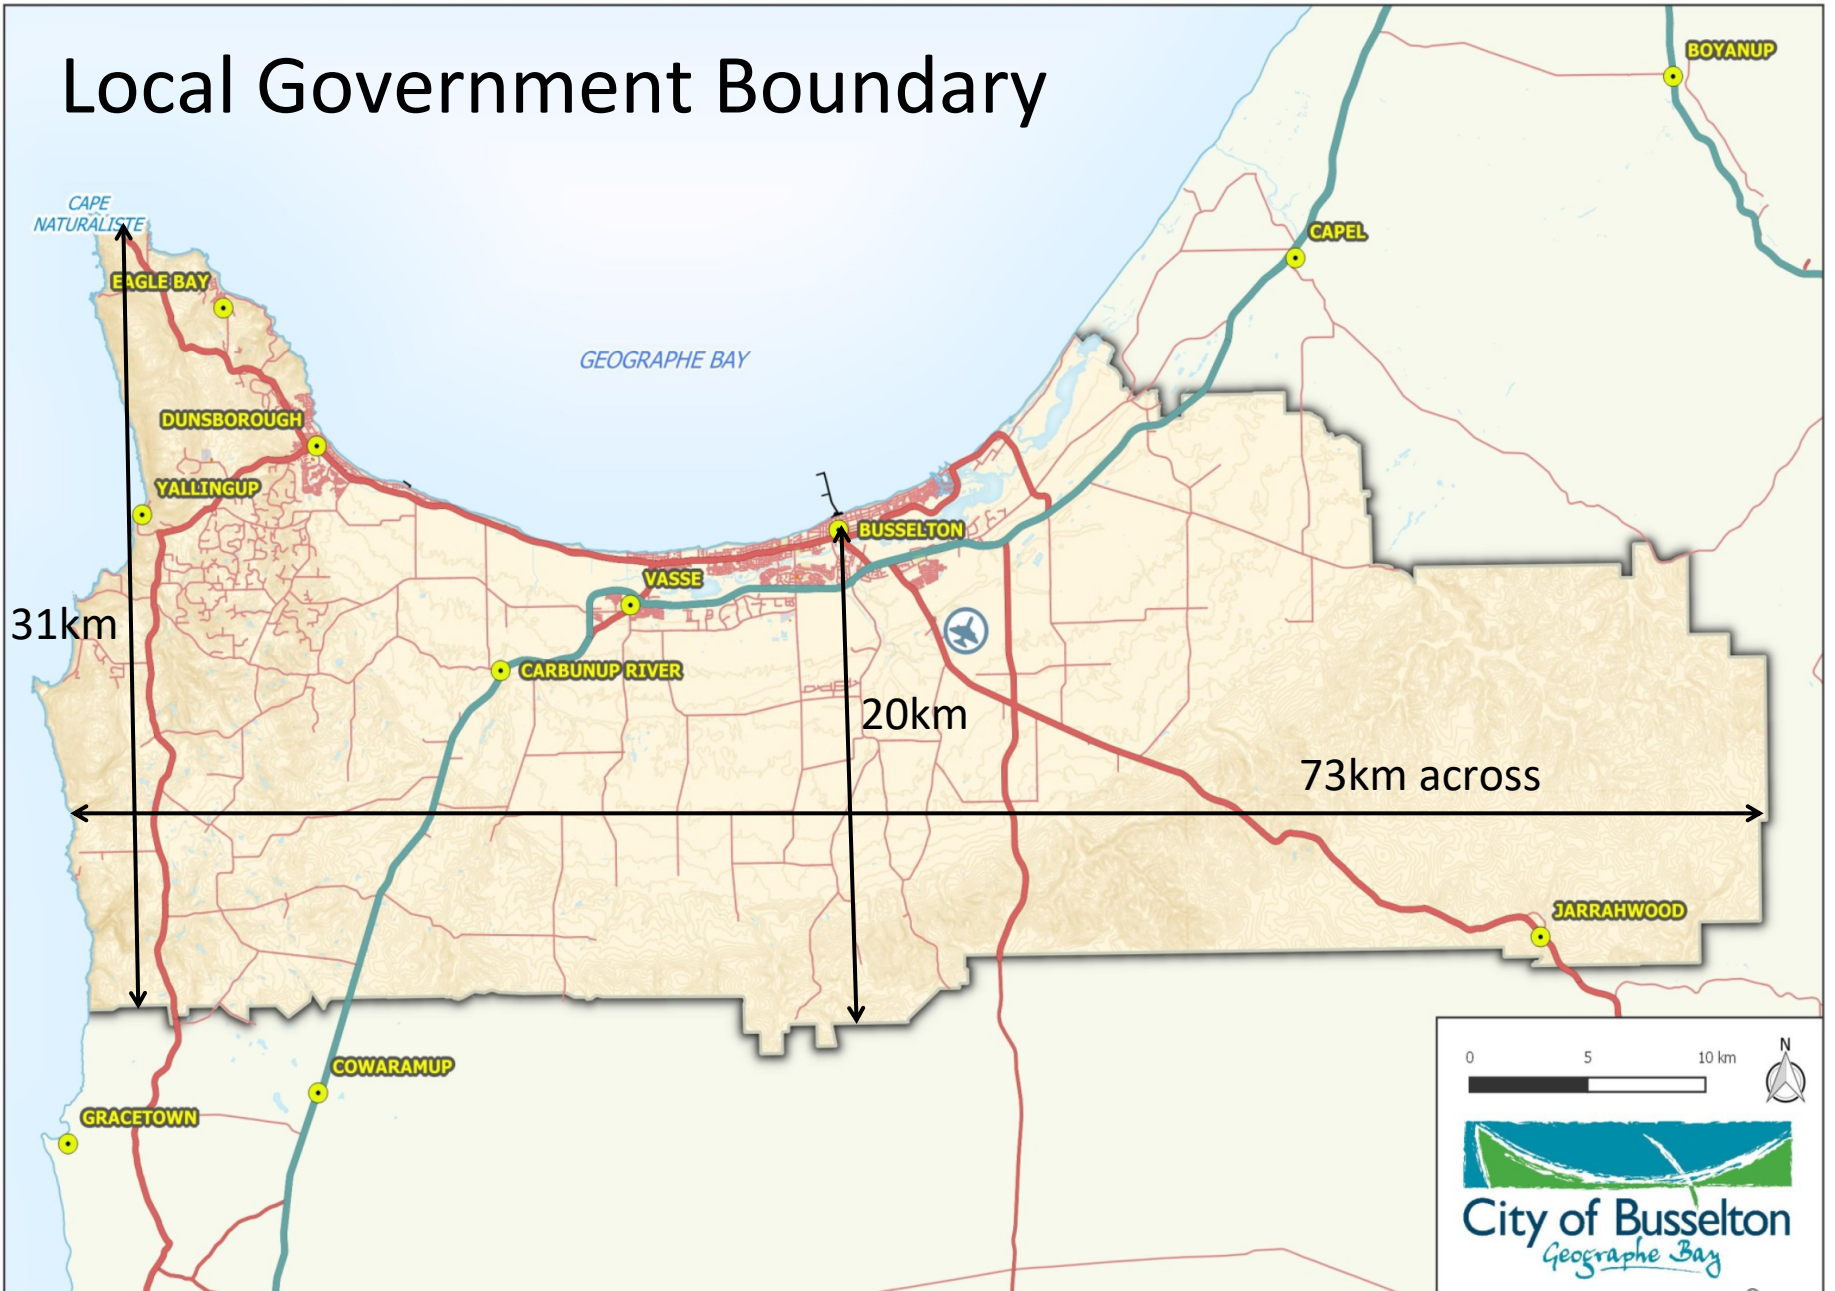 Local Government Boundary
BOYANUP
CAPE
NATURALISTE
CAPEL
EAGLE BAY
GEOGRAPHE BAY
DUNSBOROUGH
YALLINGUP
BUSSELTON
VASSE
31km
CARBUNUP RIVER
20km
73km across
JARRAHWOOD
COWARAMUP
GRACETOWN
0 5 10 km
N
City of Busselton
Geographe Bay